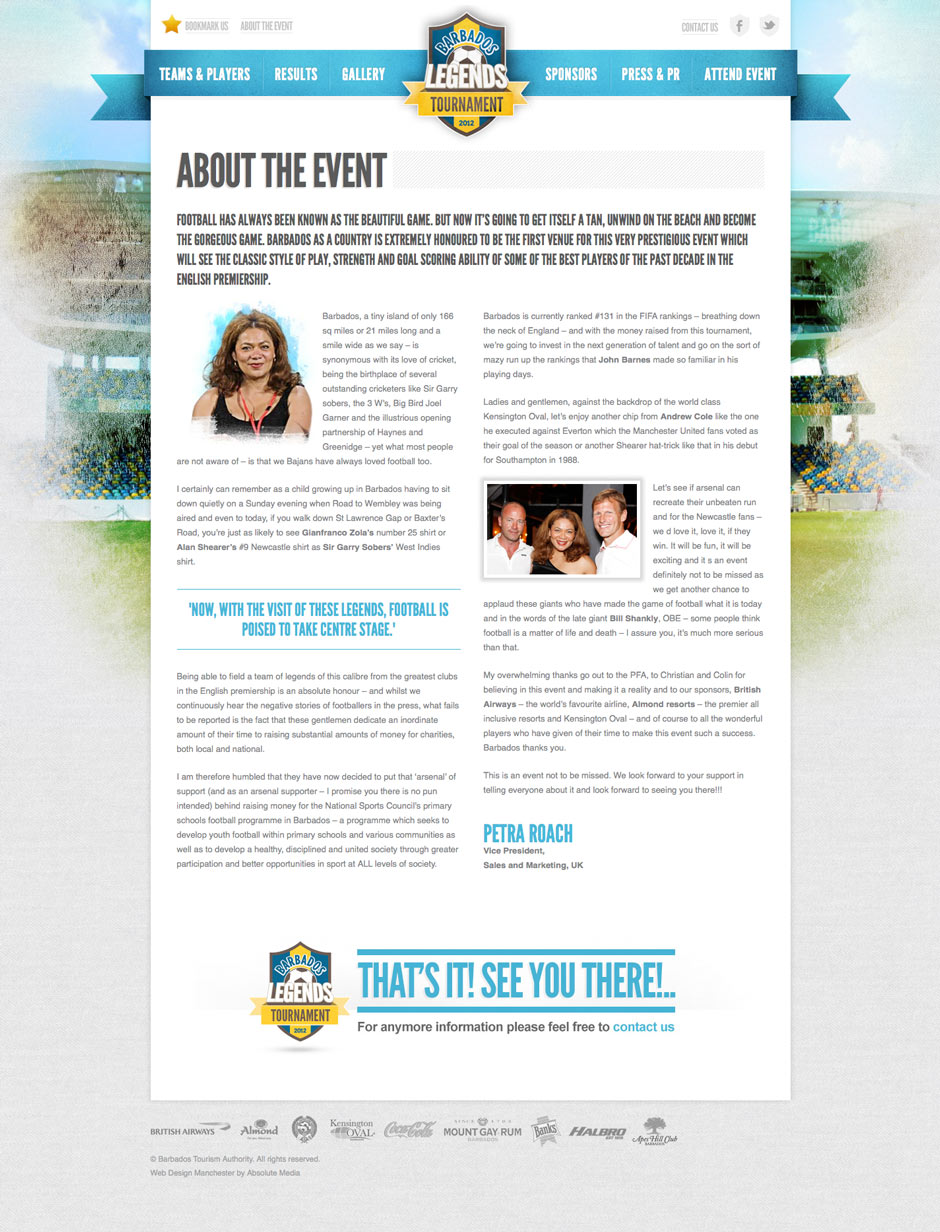 BOOKMARK US
ABOUT THE EVENT
CONTACT US
TEAMS & PLAYERS
RESULTS
GALLERY
BARBADOS
LEGENDS
TOURNAMENT
2012
SPONSORS
PRESS & PR
ATTEND EVENT
ABOUT THE EVENT
FOOTBALL HAS ALWAYS BEEN KNOWN AS THE BEAUTIFUL GAME. BUT NOW IT'S GOING TO GET ITSELF A TAN, UNWIND ON THE BEACH AND BECOME
THE GORGEOUS GAME. BARBADOS AS A COUNTRY IS EXTREMELY HONOURED TO BE THE FIRST VENUE FOR THIS VERY PRESTIGIOUS EVENT WHICH
WILL SEE THE CLASSIC STYLE OF PLAY, STRENGTH AND GOAL SCORING ABILITY OF SOME OF THE BEST PLAYERS OF THE PAST DECADE IN THE
ENGLISH PREMIERSHIP.
Barbados, a tiny island of only 166
sq miles or 21 miles long and a
smile wide as we say – is
synonymous with its love of cricket,
being the birthplace of several
outstanding cricketers like Sir Garry
sobers, the 3 W's, Big Bird Joel
Garner and the illustrious opening
partnership of Haynes and
Greenidge – yet what most people
are not aware of – is that we Bajans have always loved football too.
I certainly can remember as a child growing up in Barbados having to sit
down quietly on a Sunday evening when Road to Wembley was being
aired and even to today, if you walk down St Lawrence Gap or Baxter's
Road, you're just as likely to see Gianfranco Zola's number 25 shirt or
Alan Shearer's #9 Newcastle shirt as Sir Garry Sobers' West Indies
shirt.
'NOW, WITH THE VISIT OF THESE LEGENDS, FOOTBALL IS
POISED TO TAKE CENTRE STAGE.'
Being able to field a team of legends of this calibre from the greatest clubs
in the English premiership is an absolute honour – and whilst we
continuously hear the negative stories of footballers in the press, what fails
to be reported is the fact that these gentlemen dedicate an inordinate
amount of their time to raising substantial amounts of money for charities,
both local and national.
I am therefore humbled that they have now decided to put that 'arsenal' of
support (and as an arsenal supporter – I promise you there is no pun
intended) behind raising money for the National Sports Council's primary
schools football programme in Barbados – a programme which seeks to
develop youth football within primary schools and various communities as
well as to develop a healthy, disciplined and united society through greater
participation and better opportunities in sport at ALL levels of society.
Barbados is currently ranked #131 in the FIFA rankings – breathing down
the neck of England – and with the money raised from this tournament,
we're going to invest in the next generation of talent and go on the sort of
mazy run up the rankings that John Barnes made so familiar in his
playing days.
Ladies and gentlemen, against the backdrop of the world class
Kensington Oval, let's enjoy another chip from Andrew Cole like the one
he executed against Everton which the Manchester United fans voted as
their goal of the season or another Shearer hat-trick like that in his debut
for Southampton in 1988.
Let's see if arsenal can
recreate their unbeaten run
and for the Newcastle fans –
we d love it, love it, if they
win. It will be fun, it will be
exciting and it s an event
definitely not to be missed as
we get another chance to
applaud these giants who have made the game of football what it is today
and in the words of the late giant Bill Shankly, OBE – some people think
football is a matter of life and death – I assure you, it's much more serious
than that.
My overwhelming thanks go out to the PFA, to Christian and Colin for
believing in this event and making it a reality and to our sponsors, British
Airways – the world's favourite airline, Almond resorts – the premier all
inclusive resorts and Kensington Oval – and of course to all the wonderful
players who have given of their time to make this event such a success.
Barbados thanks you.
This is an event not to be missed. We look forward to your support in
telling everyone about it and look forward to seeing you there!!!
PETRA ROACH
Vice President,
Sales and Marketing, UK
BARBADOS
LEGENDS
TOURNAMENT
2012
THAT'S IT! SEE YOU THERE!..
For anymore information please feel free to contact us
BRITISH AIRWAYS
Almond
Kensington
OVAL
Coca-Cola
SINCE 1703
MOUNT GAY RUM
BARBADOS
Banks
HALBRO
Apes Hill Club
BARBADOS
© Barbados Tourism Authority. All rights reserved.
Web Design Manchester by Absolute Media